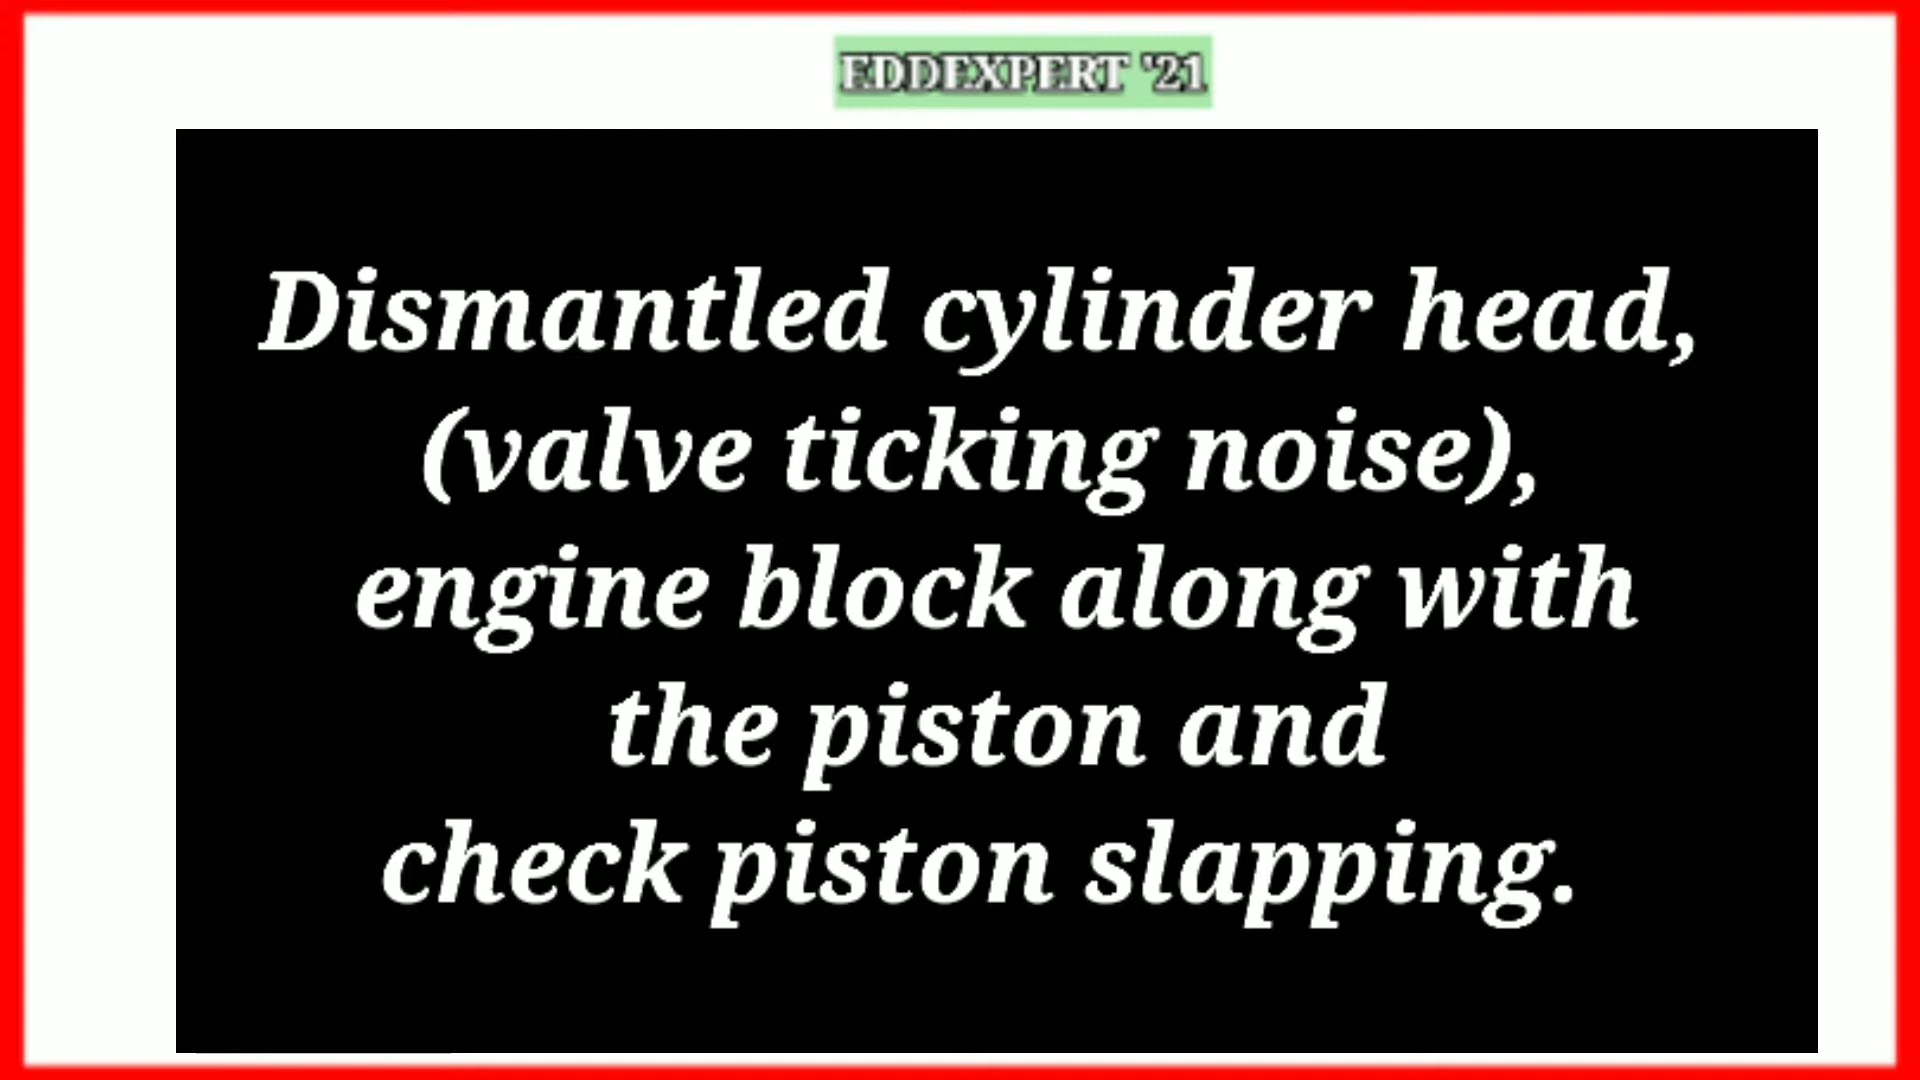 EDDEXPERT '21
Dismantled cylinder head,
(valve ticking noise),
engine block along with
the piston and
check piston slapping.